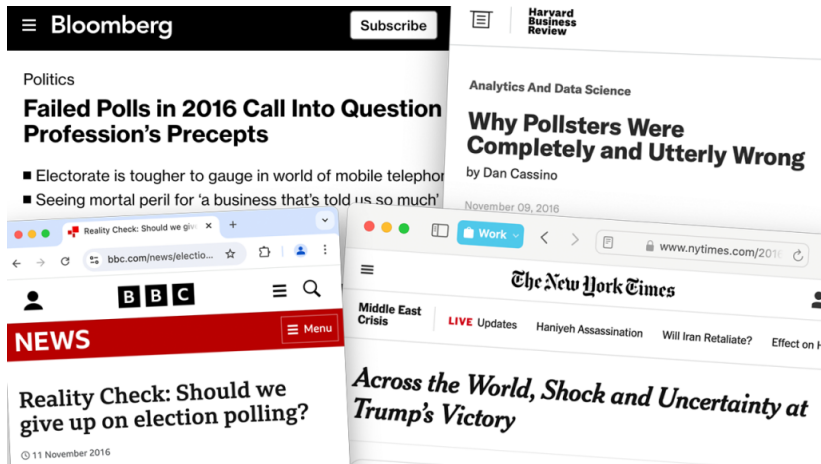 Bloomberg
Subscribe
Politics
Failed Polls in 2016 Call Into Question
Profession's Precepts
Electorate is tougher to gauge in world of mobile telephor
Seeing mortal peril for 'a business that's told us so much'
Harvard
Business
Review
Analytics And Data Science
Why Pollsters Were
Completely and Utterly Wrong
by Dan Cassino
November 09, 2016
Reality Check: Should we giv
bbc.com/news/electio...
BBC
NEWS
Menu
Reality Check: Should we
give up on election polling?
11 November 2016
Work
www.nytimes.com/2016
The New York Times
Middle East
Crisis
LIVE Updates
Haniyeh Assassination
Will Iran Retaliate?
Effect on H
Across the World, Shock and Uncertainty at
Trump's Victory